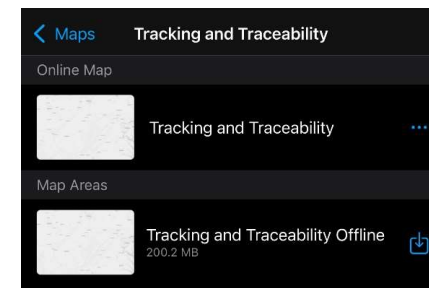 Maps
Tracking and Traceability
Online Map
Tracking and Traceability
Map Areas
Tracking and Traceability Offline
200.2 MB